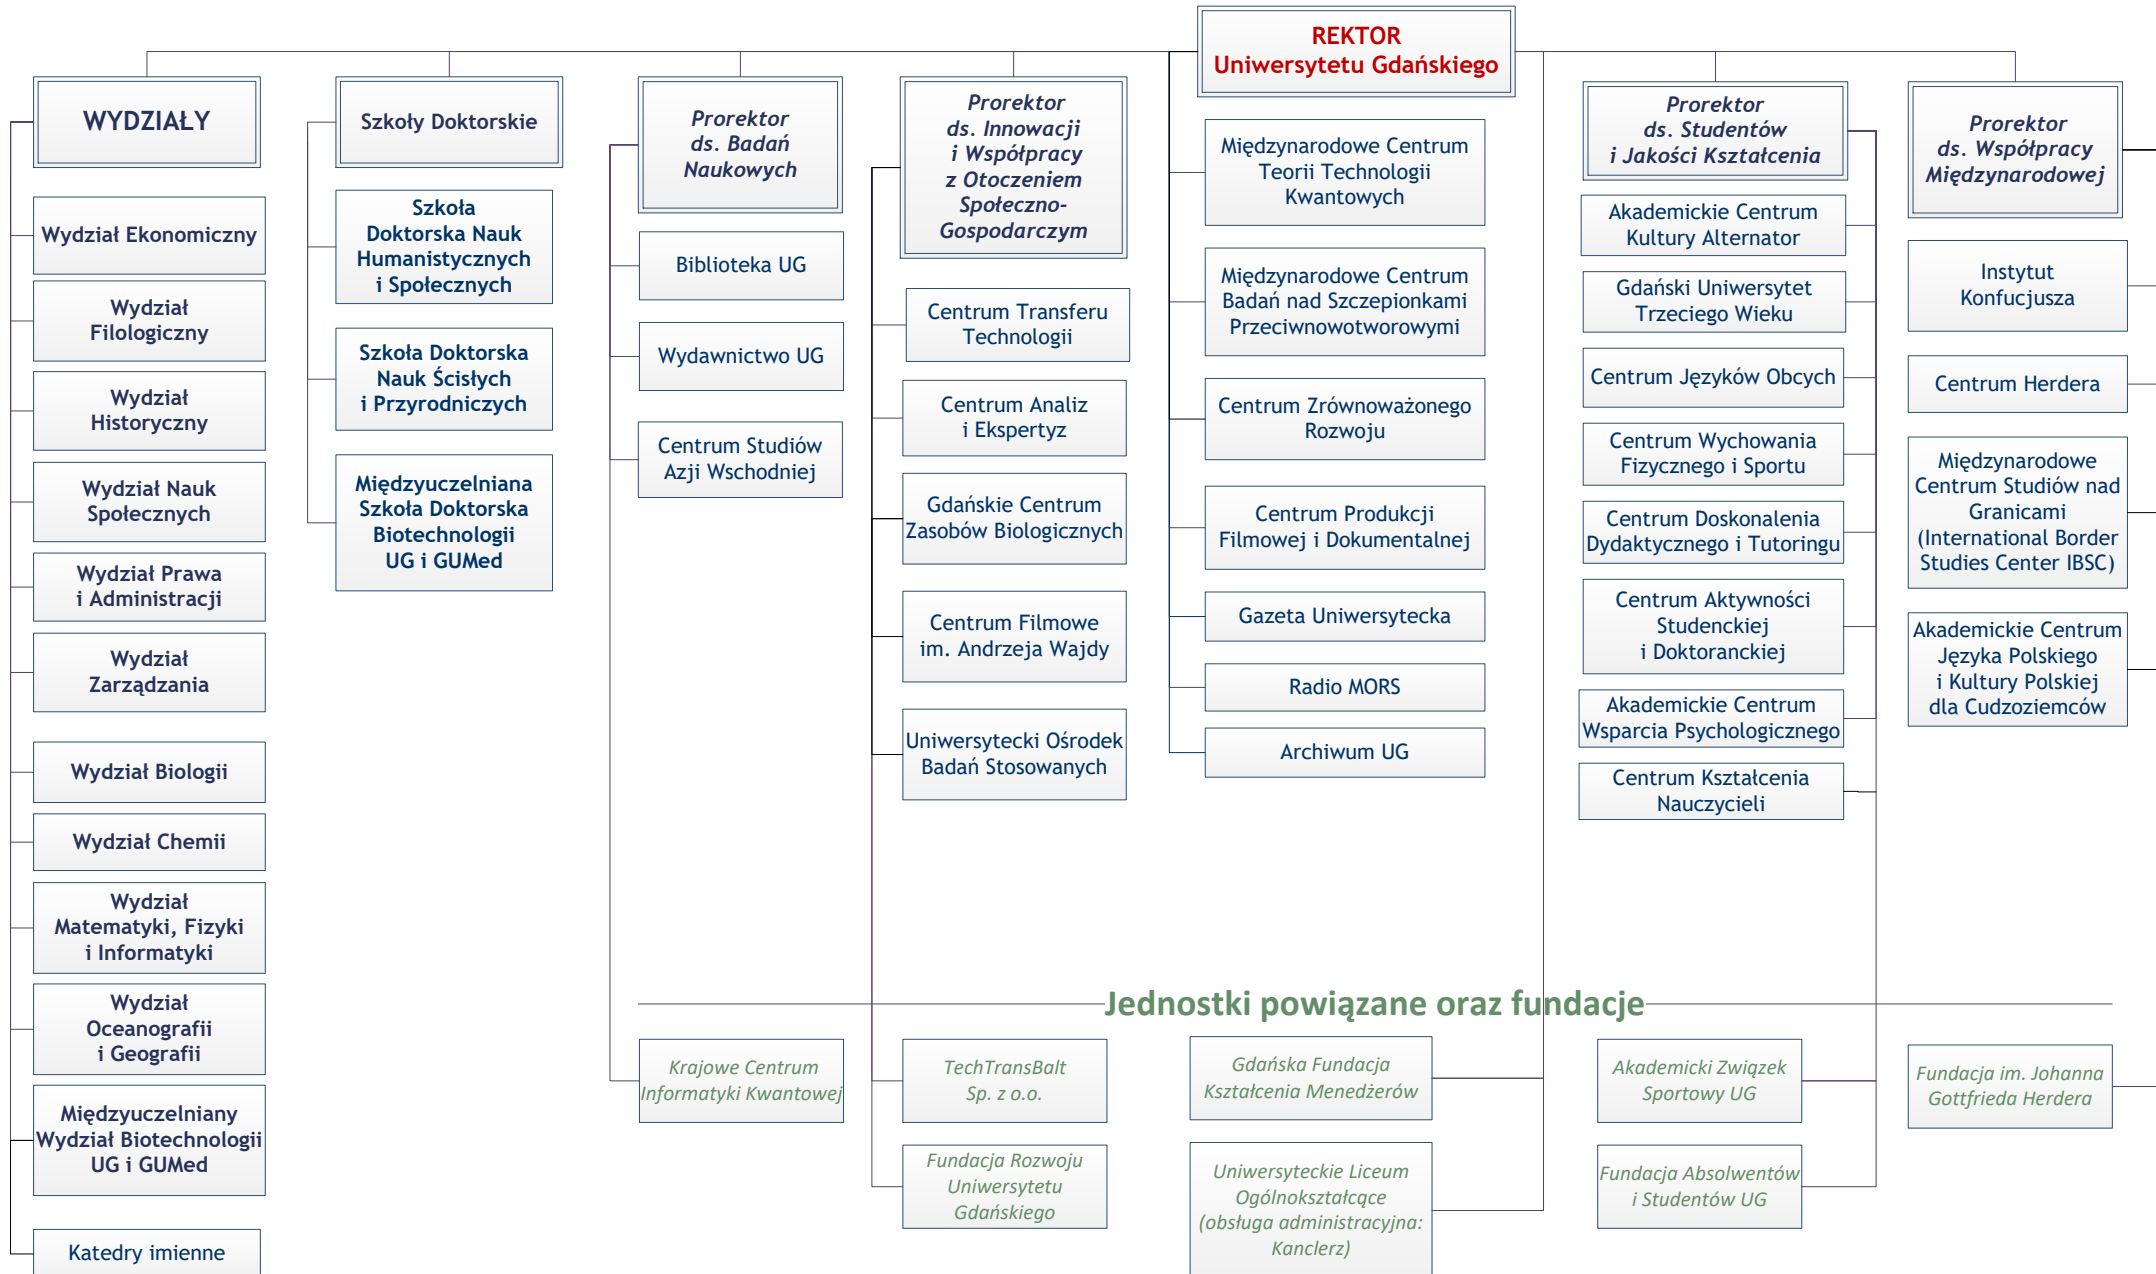 REKTOR
Uniwersytetu Gdańskiego
WYDZIAŁY
Wydział Ekonomiczny
Wydział
Filologiczny
Wydział
Historyczny
Wydział Nauk
Społecznych
Wydział Prawa
i Administracji
Wydział
Zarządzania
Wydział Biologii
Wydział Chemii
Wydział
Matematyki, Fizyki
i Informatyki
Wydział
Oceanografii
i Geografii
Międzyuczelniany
Wydział Biotechnologii
UG i GUMed
Katedry imienne
Szkoły Doktorskie
Szkoła
Doktorska Nauk
Humanistycznych
i Społecznych
Szkoła Doktorska
Nauk Ścisłych
i Przyrodniczych
Międzyuczelniana
Szkoła Doktorska
Biotechnologii
UG i GUMed
Prorektor
ds. Badań
Naukowych
Biblioteka UG
Wydawnictwo UG
Centrum Studiów
Azji Wschodniej
Prorektor
ds. Innowacji
i Współpracy
z Otoczeniem
Społeczno-
Gospodarczym
Centrum Transferu
Technologii
Centrum Analiz
i Ekspertyz
Gdańskie Centrum
Zasobów Biologicznych
Centrum Filmowe
im. Andrzeja Wajdy
Uniwersytecki Ośrodek
Badań Stosowanych
Międzynarodowe Centrum
Teorii Technologii
Kwantowych
Międzynarodowe Centrum
Badań nad Szczepionkami
Przeciwnowotworowymi
Centrum Zrównoważonego
Rozwoju
Centrum Produkcji
Filmowej i Dokumentalnej
Gazeta Uniwersytecka
Radio MORS
Archiwum UG
Prorektor
ds. Studentów
i Jakości Kształcenia
Akademickie Centrum
Kultury Alternator
Gdański Uniwersytet
Trzeciego Wieku
Centrum Języków Obcych
Centrum Wychowania
Fizycznego i Sportu
Centrum Doskonalenia
Dydaktycznego i Tutoringu
Centrum Aktywności
Studenckiej
i Doktoranckiej
Akademickie Centrum
Wsparcia Psychologicznego
Centrum Kształcenia
Nauczycieli
Prorektor
ds. Współpracy
Międzynarodowej
Instytut
Konfucjusza
Centrum Herdera
Międzynarodowe
Centrum Studiów nad
Granicami
(International Border
Studies Center IBSC)
Akademickie Centrum
Języka Polskiego
i Kultury Polskiej
dla Cudzoziemców
Jednostki powiązane oraz fundacje
Krajowe Centrum
Informatyki Kwantowej
TechTransBalt
Sp. z o.o.
Fundacja Rozwoju
Uniwersytetu
Gdańskiego
Gdańska Fundacja
Kształcenia Menedżerów
Uniwersyteckie Liceum
Ogólnokształcące
(obsługa administracyjna:
Kanclerz)
Akademicki Związek
Sportowy UG
Fundacja Absolwentów
i Studentów UG
Fundacja im. Johanna
Gottfrieda Herdera